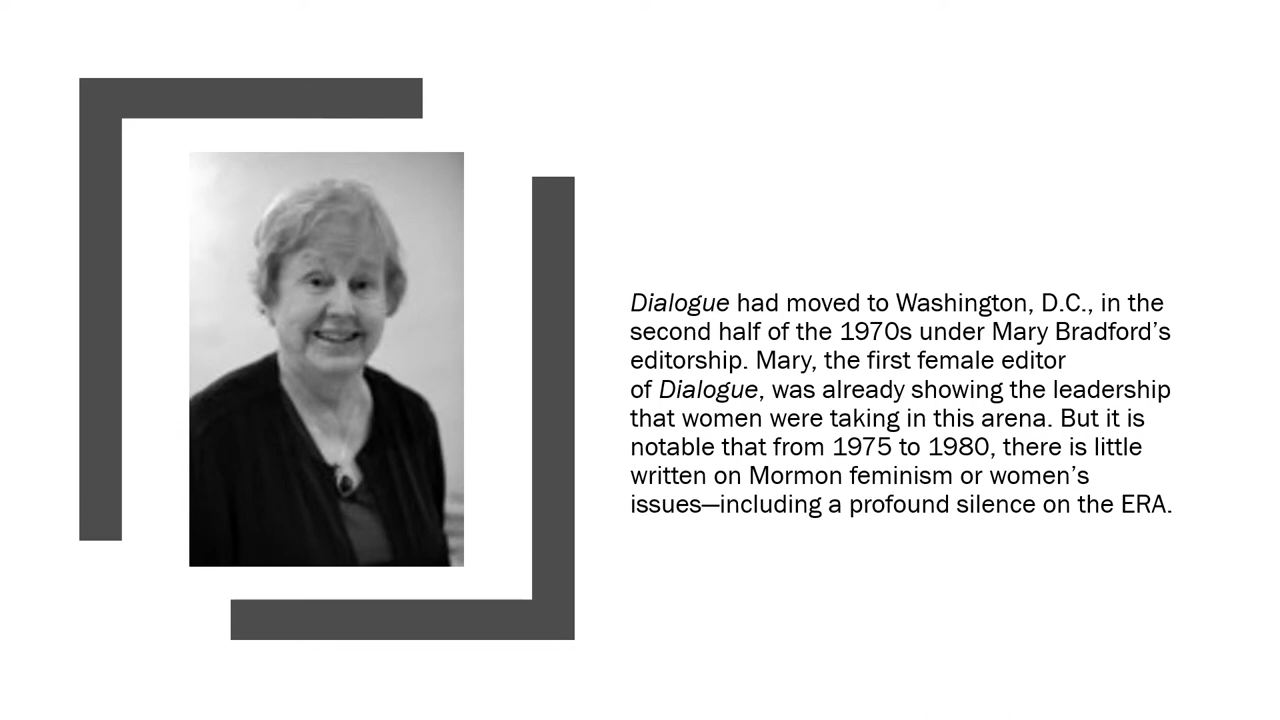 Dialogue had moved to Washington, D.C., in the
second half of the 1970s under Mary Bradford’s
editorship. Mary, the first female editor
of Dialogue, was already showing the leadership
that women were taking in this arena. But it is
notable that from 1975 to 1980, there is little
written on Mormon feminism or women’s
issues—including a profound silence on the ERA.